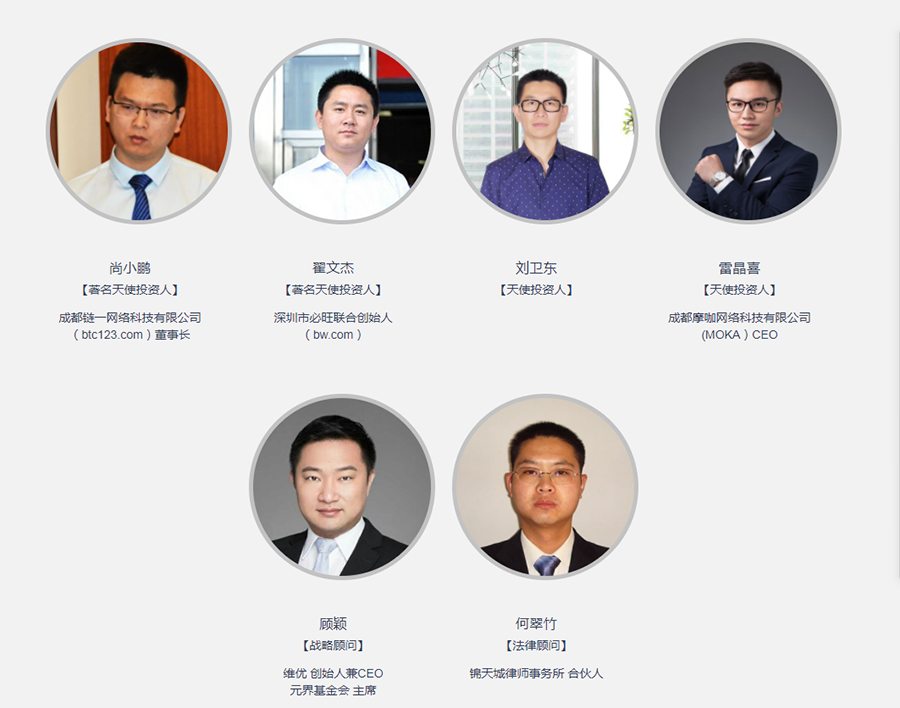 尚小鹏
【著名天使投资人】
成都链一网络科技有限公司
（btc123.com）董事长
翟文杰
【著名天使投资人】
深圳市必旺联合创始人
（bw.com）
刘卫东
【天使投资人】
雷晶喜
【天使投资人】
成都摩咖网络科技有限公司
(MOKA）CEO
顾颖
【战略顾问】
维优 创始人兼CEO
元界基金会 主席
何翠竹
【法律顾问】
锦天城律师事务所 合伙人